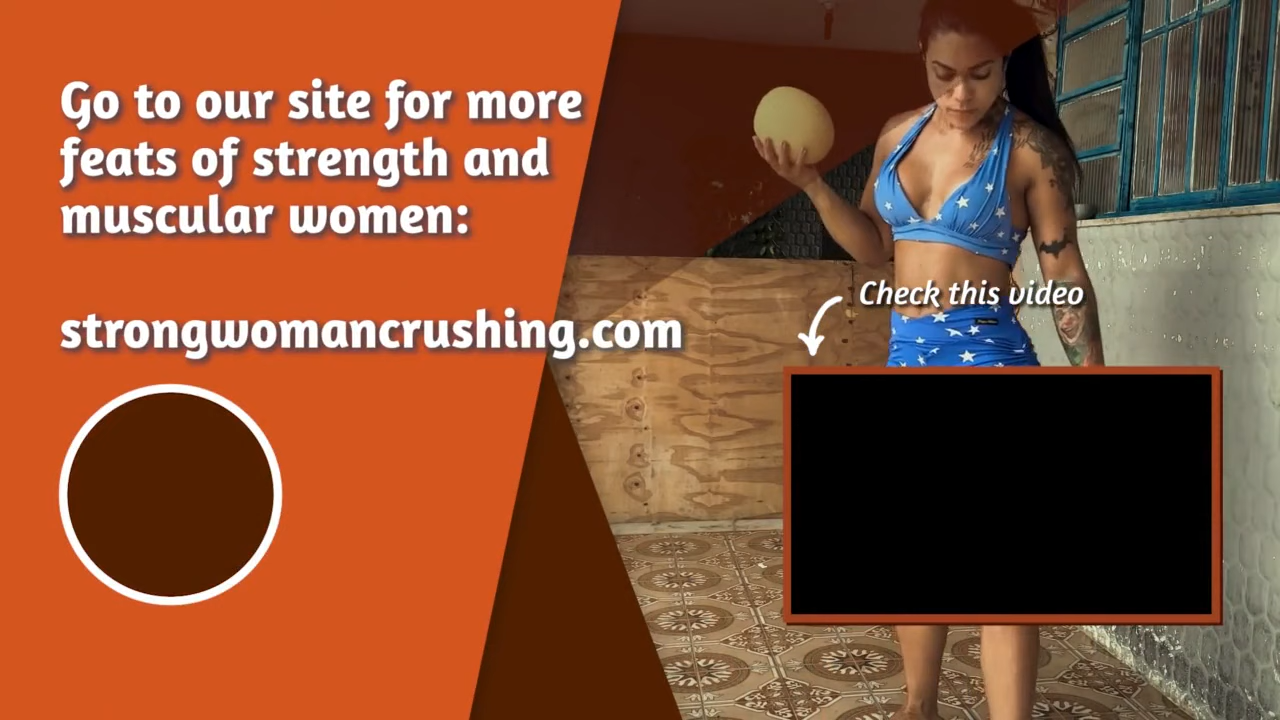 Go to our site for more
feats of strength and
muscular women:
strongwomancrushing.com
Check this video